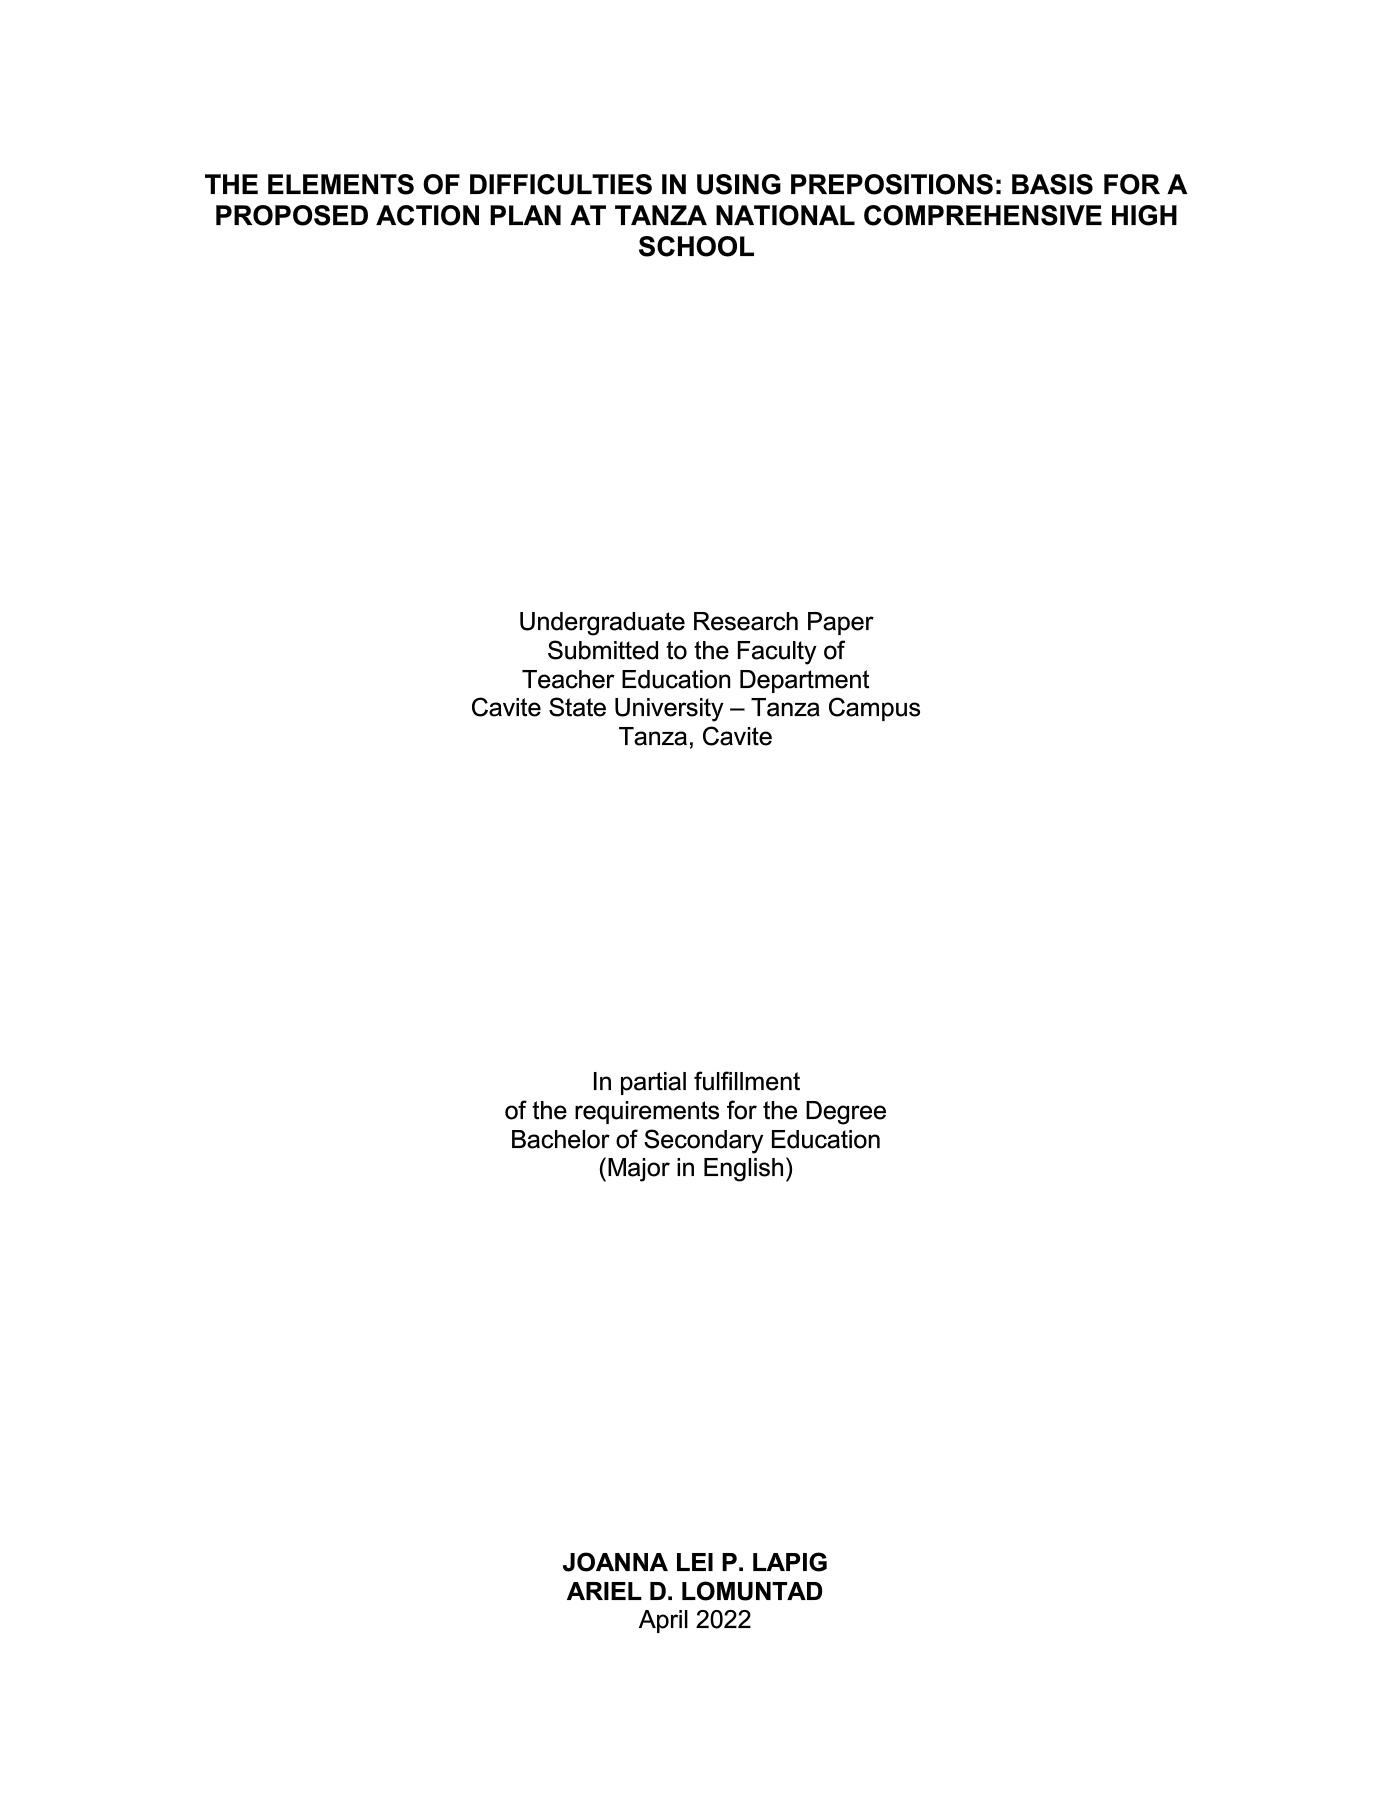 THE ELEMENTS OF DIFFICULTIES IN USING PREPOSITIONS: BASIS FOR A
PROPOSED ACTION PLAN AT TANZA NATIONAL COMPREHENSIVE HIGH
SCHOOL
Undergraduate Research Paper
Submitted to the Faculty of
Teacher Education Department
Cavite State University – Tanza Campus
Tanza, Cavite
In partial fulfillment
of the requirements for the Degree
Bachelor of Secondary Education
(Major in English)
JOANNA LEI P. LAPIG
ARIEL D. LOMUNTAD
April 2022